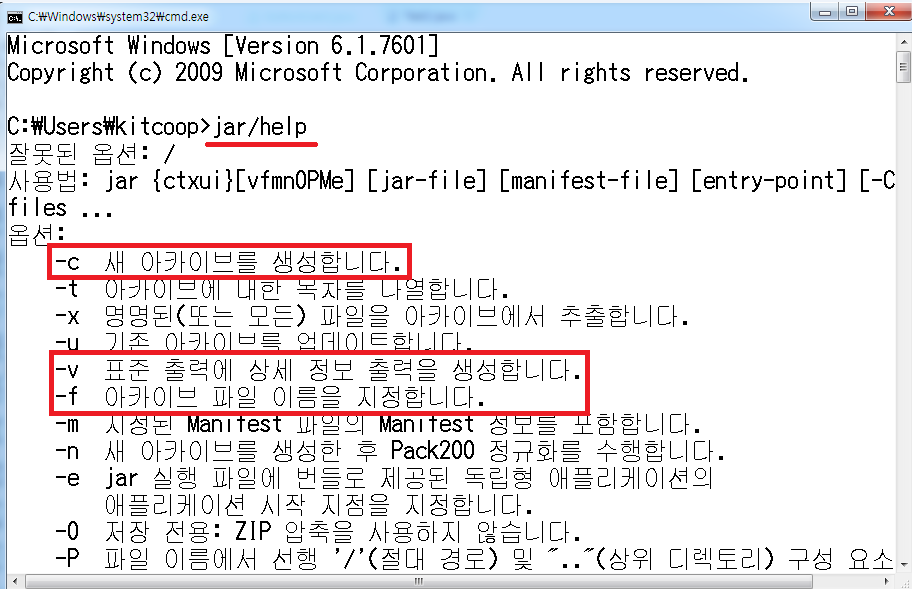 C:₩Windows₩system32₩cmd.exe
Microsoft Windows [Version 6.1.7601]
Copyright (c) 2009 Microsoft Corporation. All rights reserved.
C:₩Users₩kitcoop>jar/help
잘못된 옵션: /
사용법: jar {ctxui}[vfmn0PMe] [jar-file] [manifest-file] [entry-point] [-C
files ...
옵션:
-c 새 아카이브를 생성합니다.
-t 아카이브에 대한 목차를 나열합니다.
-x 명명된(또는 모든) 파일을 아카이브에서 추출합니다.
-u 기존 아카이브를 업데이트합니다.
-v 표준 출력에 상세 정보 출력을 생성합니다.
-f 아카이브 파일 이름을 지정합니다.
-m 지정된 Manifest 파일의 Manifest 정보를 포함합니다.
-n 새 아카이브를 생성한 후 Pack200 정규화를 수행합니다.
-e jar 실행 파일에 번들로 제공된 독립형 애플리케이션의
애플리케이션 시작 지점을 지정합니다.
-0 저장 전용: ZIP 압축을 사용하지 않습니다.
-P 파일 이름에서 선행 '/'(절대 경로) 및 ".."(상위 디렉토리) 구성 요소